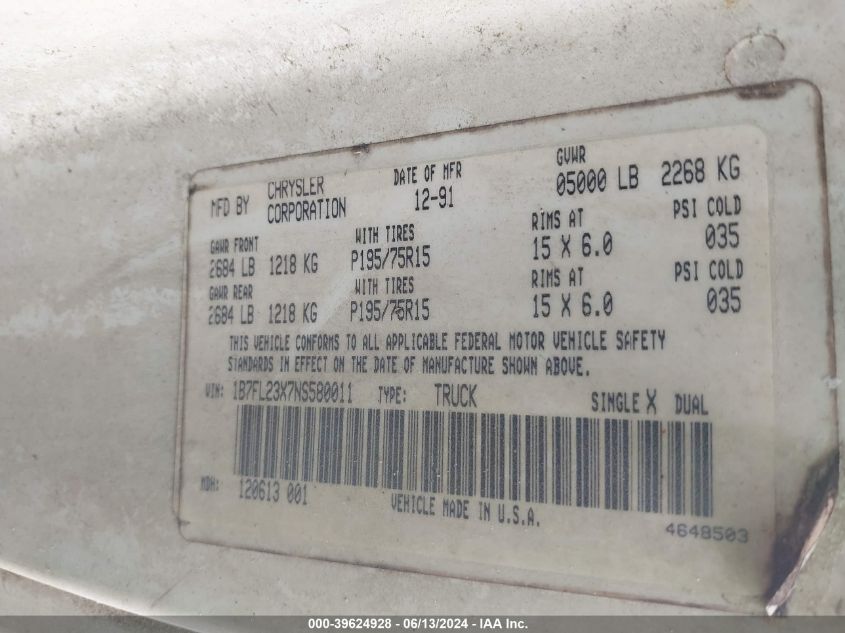 MFD BY CHRYSLER CORPORATION DATE OF MFR 12-91 GVWR 05000 LB 2268 KG
GAWR FRONT WITH TIRES RIMS AT PSI COLD
2684 LB 1218 KG P195/75R15 15 X 6.0 035
GAWR REAR WITH TIRES RIMS AT PSI COLD
2684 LB 1218 KG P195/75R15 15 X 6.0 035
THIS VEHICLE CONFORMS TO ALL APPLICABLE FEDERAL MOTOR VEHICLE SAFETY
STANDARDS IN EFFECT ON THE DATE OF MANUFACTURE SHOWN ABOVE.
VIN: 1B7FL23X7NS580011 TYPE: TRUCK SINGLE X DUAL
MDH: 120613 001 VEHICLE MADE IN U.S.A. 4648503
000-39624928 - 06/13/2024 - IAA Inc.